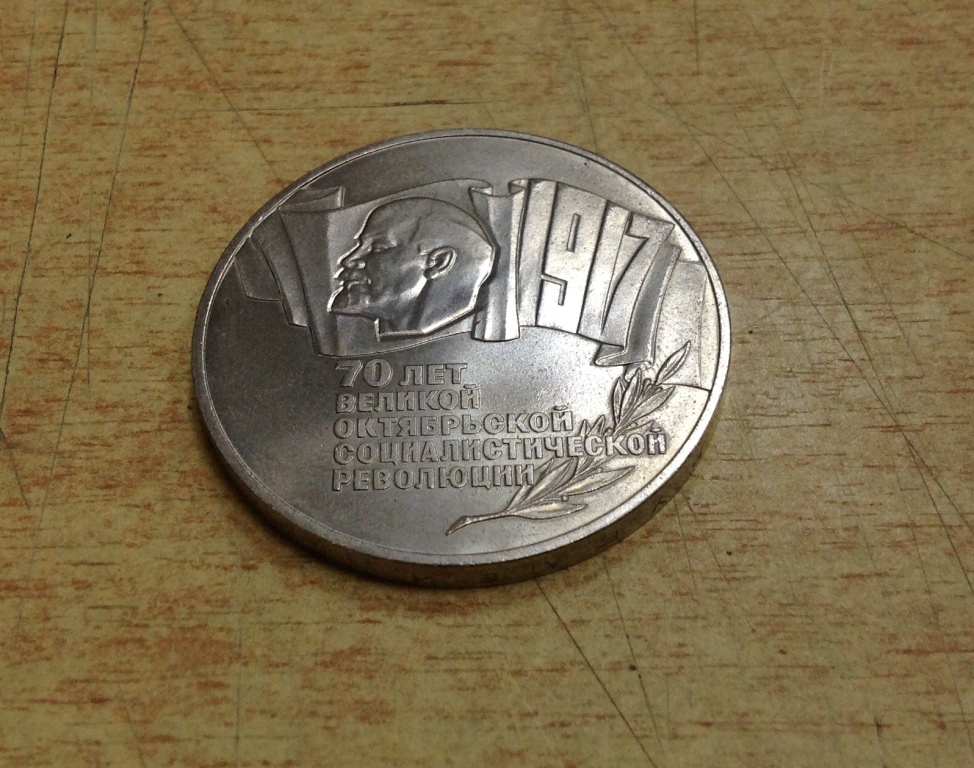 1917
70 ЛЕТ
ВЕЛИКОЙ
ОКТЯБРЬСКОЙ
СОЦИАЛИСТИЧЕСКОЙ
РЕВОЛЮЦИИ